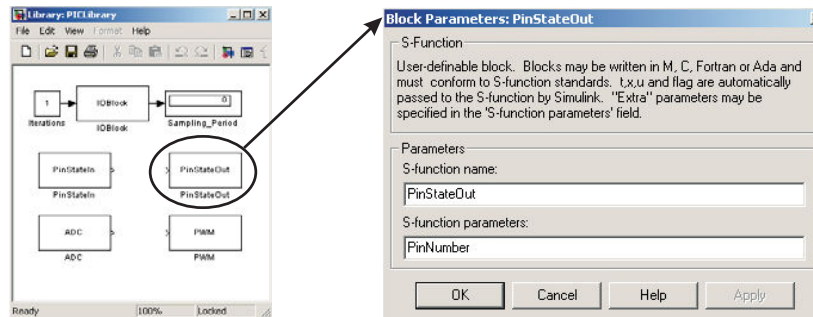 Library: PICLibrary
File Edit View Format Help
1
IOBlock
0
Iterations
IOBlock
Sampling_Period
PinStateIn
PinStateOut
PinStateIn
PinStateOut
ADC
PWM
ADC
PWM
Ready 100% Locked
Block Parameters: PinStateOut
S-Function
User-definable block. Blocks may be written in M, C, Fortran or Ada and
must conform to S-function standards. t,x,u and flag are automatically
passed to the S-function by Simulink. "Extra" parameters may be
specified in the 'S-function parameters' field.
Parameters
S-function name:
PinStateOut
S-function parameters:
PinNumber
OK Cancel Help Apply